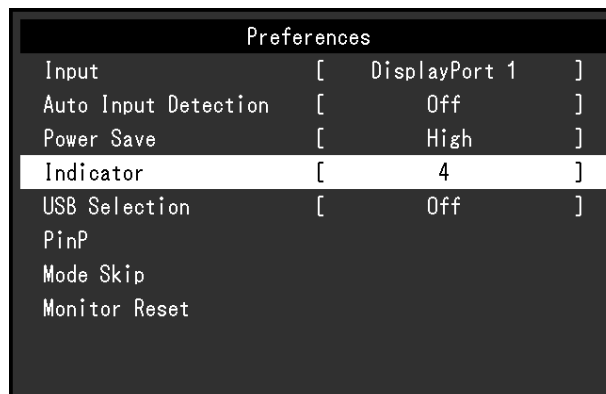 Preferences
Input [ DisplayPort 1 ]
Auto Input Detection [ Off ]
Power Save [ High ]
Indicator [ 4 ]
USB Selection [ Off ]
PinP
Mode Skip
Monitor Reset